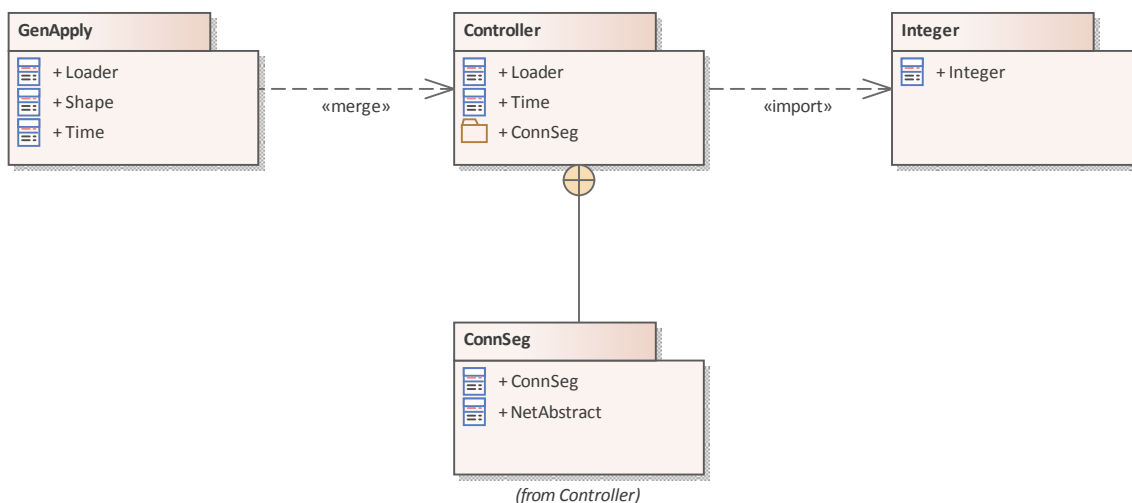 GenApply
+ Loader
+ Shape
+ Time
«merge»
Controller
+ Loader
+ Time
+ ConnSeg
«import»
Integer
+ Integer
ConnSeg
+ ConnSeg
+ NetAbstract
(from Controller)